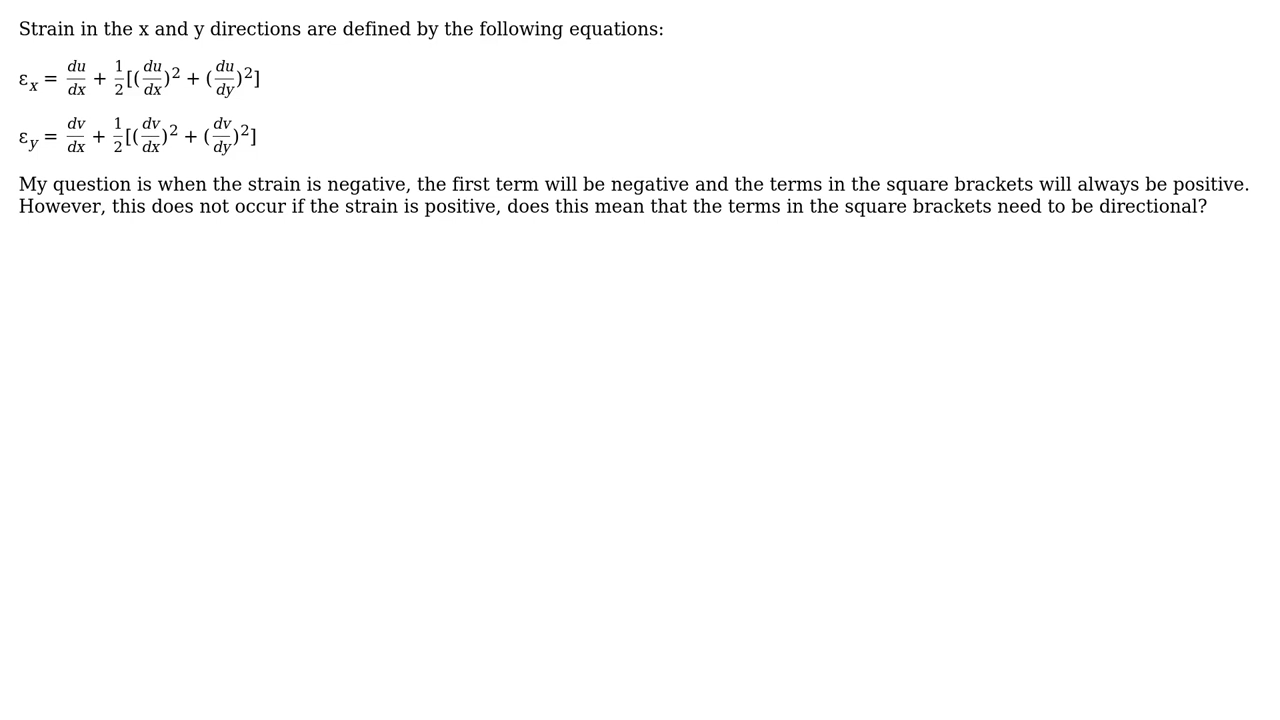 Strain in the x and y directions are defined by the following equations:
εₓ = du/dx + 1/2[(du/dx)² + (du/dy)²]
ε_y = dv/dx + 1/2[(dv/dx)² + (dv/dy)²]
My question is when the strain is negative, the first term will be negative and the terms in the square brackets will always be positive.
However, this does not occur if the strain is positive, does this mean that the terms in the square brackets need to be directional?